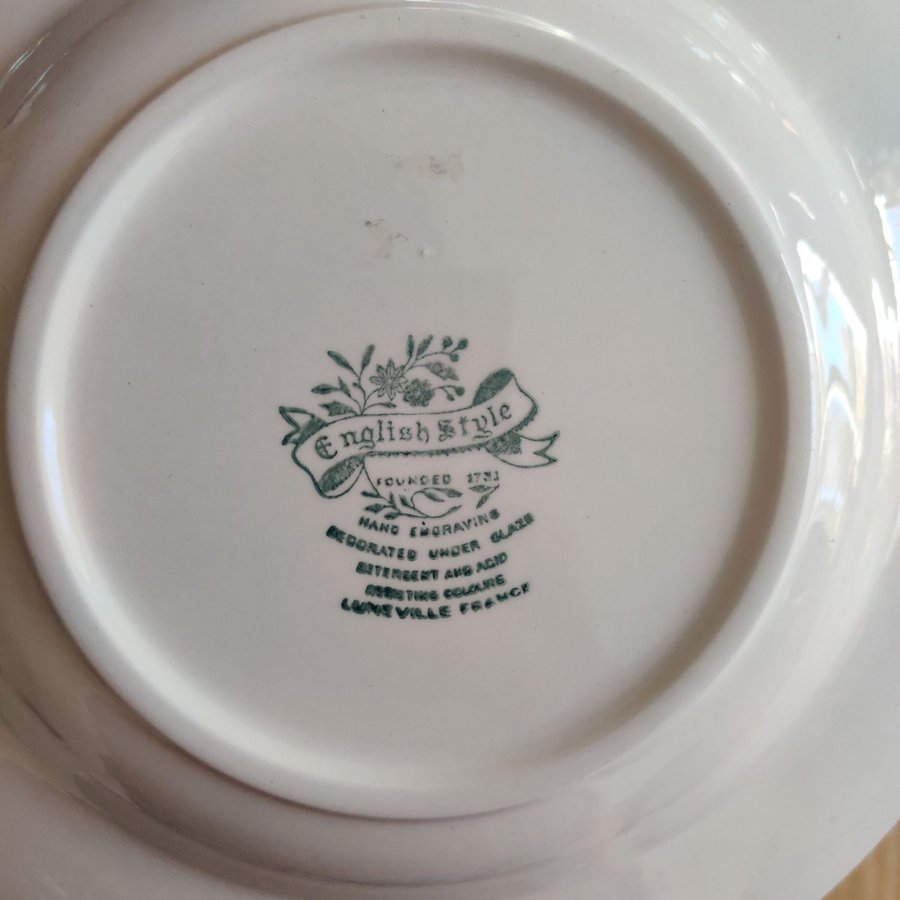 English Style
FOUNDED 1731
HAND ENGRAVING
DECORATED UNDER GLAZE
DETERGENT AND ACID
RESISTING COLOURS
LUNEVILLE FRANCE